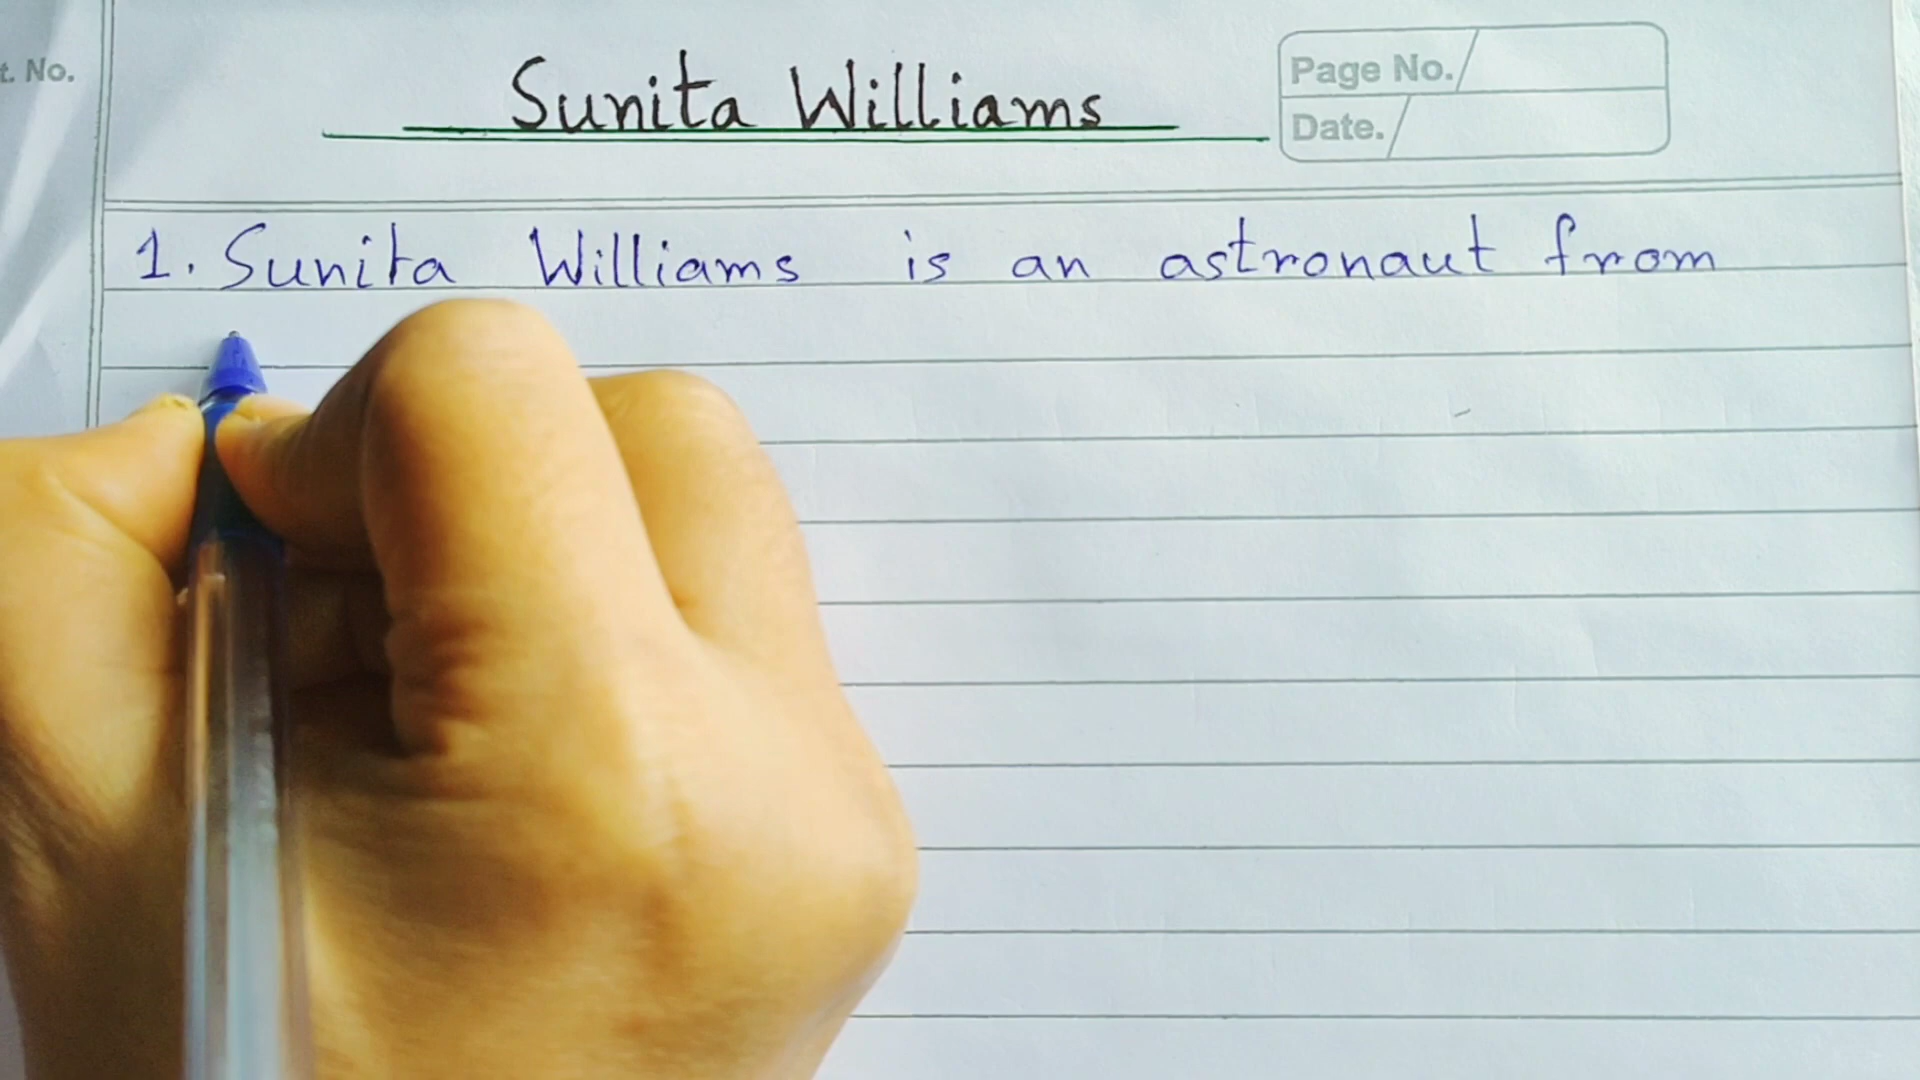 t. No.
Sunita Williams
Page No.
Date.
1. Sunita Williams is an astronaut from